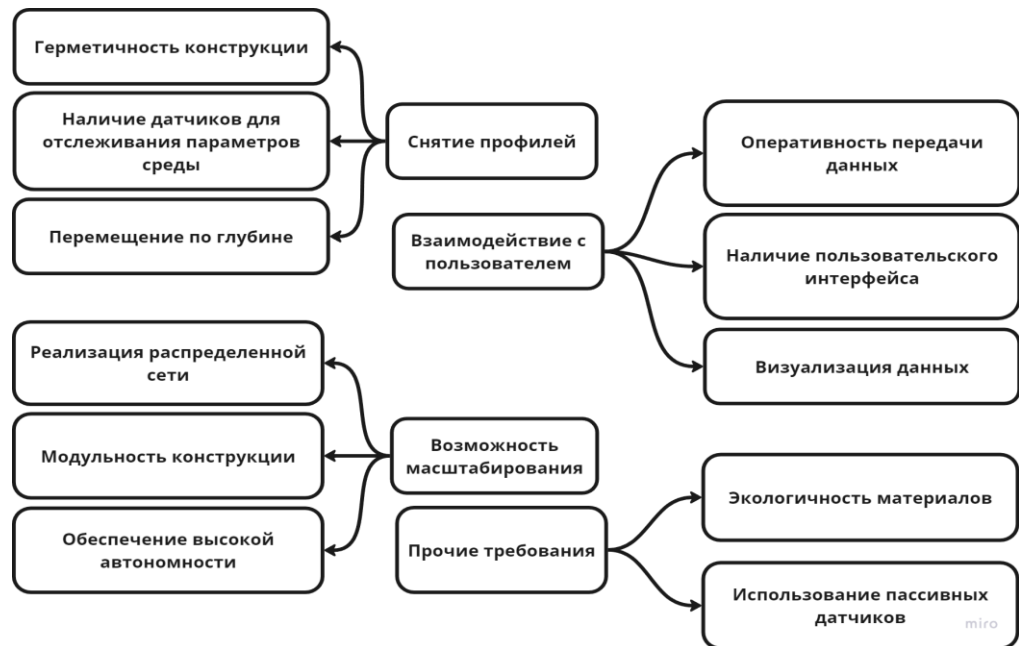 Герметичность конструкции
Наличие датчиков для
отслеживания параметров
среды
Перемещение по глубине
Снятие профилей
Взаимодействие с
пользователем
Оперативность передачи
данных
Наличие пользовательского
интерфейса
Визуализация данных
Реализация распределенной
сети
Модульность конструкции
Обеспечение высокой
автономности
Возможность
масштабирования
Прочие требования
Экологичность материалов
Использование пассивных
датчиков
miro